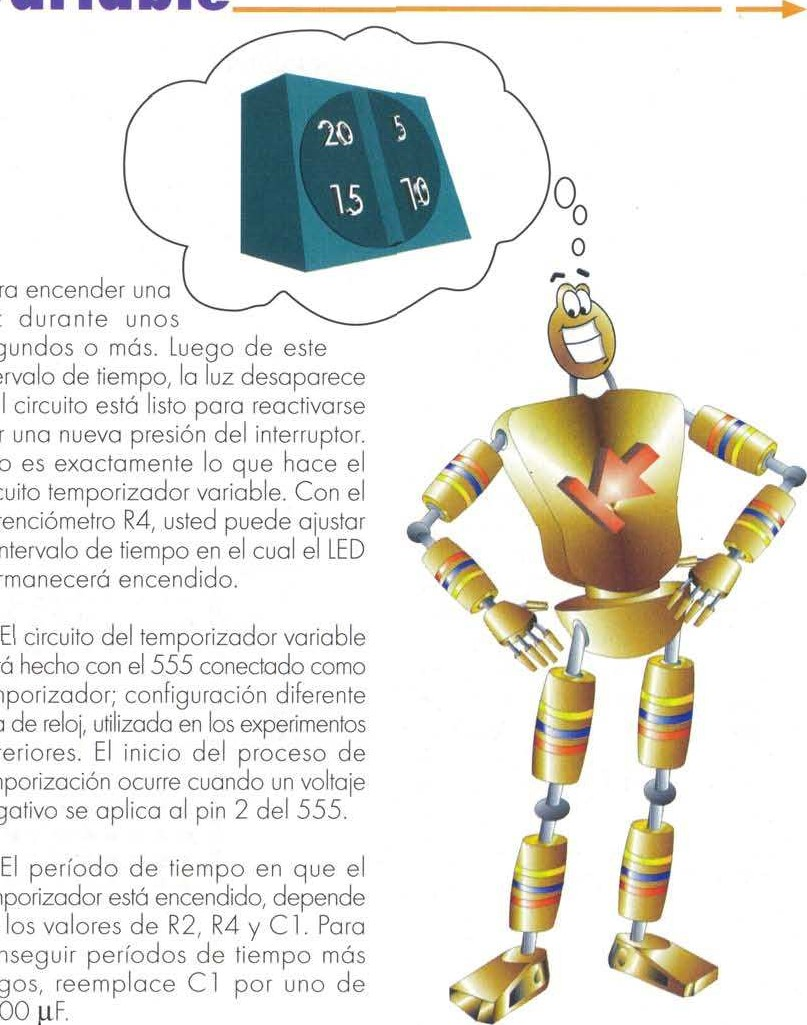 variable
20 5
15 10
ra encender una
durante unos
gundos o más. Luego de este
ervalo de tiempo, la luz desaparece
l circuito está listo para reactivarse
r una nueva presión del interruptor.
o es exactamente lo que hace el
cuito temporizador variable. Con el
tenciómetro R4, usted puede ajustar
ntervalo de tiempo en el cual el LED
rmanecerá encendido.
El circuito del temporizador variable
tá hecho con el 555 conectado como
mporizador; configuración diferente
a de reloj, utilizada en los experimentos
teriores. El inicio del proceso de
mporización ocurre cuando un voltaje
gativo se aplica al pin 2 del 555.
El período de tiempo en que el
mporizador está encendido, depende
los valores de R2, R4 y C1. Para
nseguir períodos de tiempo más
gos, reemplace C1 por uno de
00 μF.